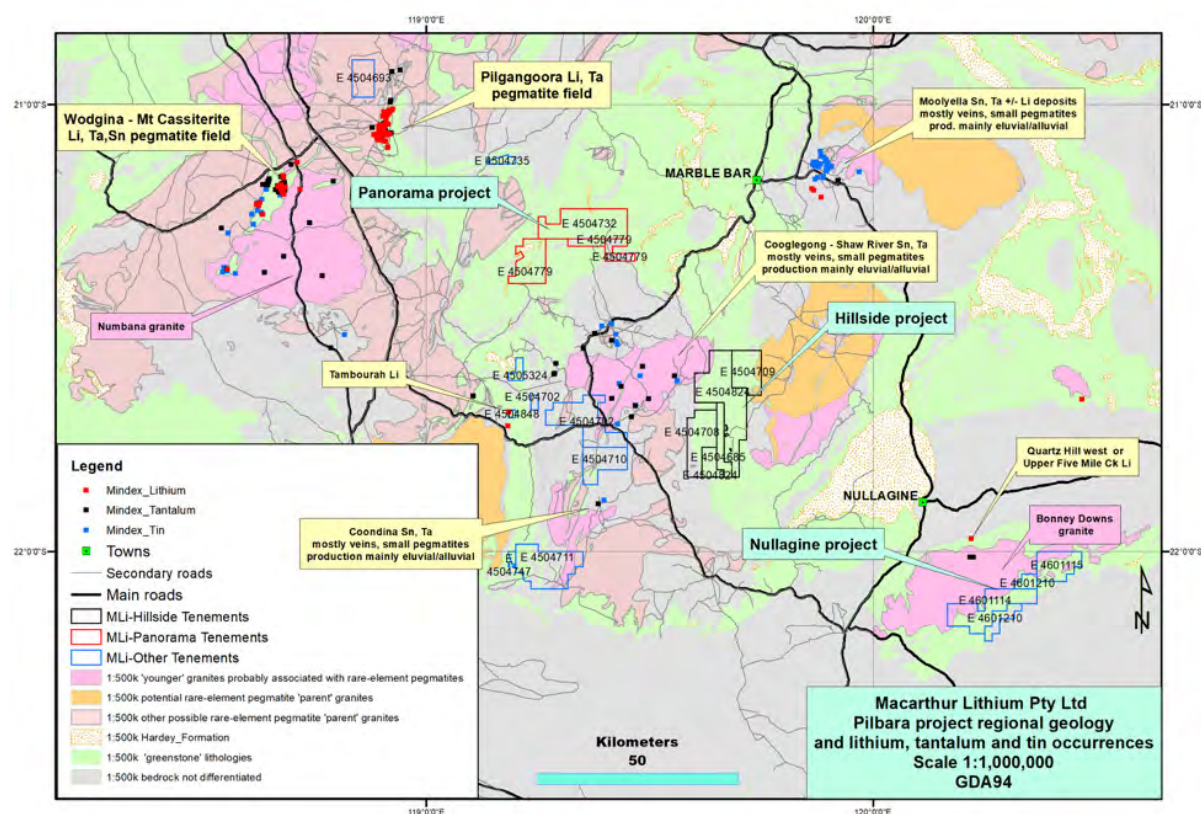 119°0'0"E
120°0'0"E
E 4504693
Pilgangoora Li, Ta
pegmatite field
21°0'0"S
21°0'0"S
Moolyella Sn, Ta +/- Li deposits
mostly veins, small pegmatites
prod. mainly eluvial/alluvial
Wodgina - Mt Cassiterite
Li, Ta,Sn pegmatite field
E 4504735
MARBLE BAR
Panorama project
E 4504732
E 4504779
E 4504779
E 4504779
Cooglegong - Shaw River Sn, Ta
mostly veins, small pegmatites
production mainly eluvial/alluvial
Numbana granite
Hillside project
Tambourah Li
E 4505324
E 4504709
E 4504824
E 4504702
E 4504848
E 4504702
E 4504708
E 4504710
E 4504685
E 4504824
Quartz Hill west or
Upper Five Mile Ck Li
NULLAGINE
Bonney Downs
granite
Coondina Sn, Ta
mostly veins, small pegmatites
production mainly eluvial/alluvial
Nullagine project
22°0'0"S
22°0'0"S
E 4504711
E
4504747
E 4601115
E 4601210
E 4601114
E 4601210
N
Legend
Mindex_Lithium
Mindex_Tantalum
Mindex_Tin
Towns
Secondary roads
Main roads
MLi-Hillside Tenements
MLi-Panorama Tenements
MLi-Other Tenements
1:500k 'younger' granites probably associated with rare-element pegmatites
1:500k potential rare-element pegmatite 'parent' granites
1:500k other possible rare-element pegmatite 'parent' granites
1:500k Hardey_Formation
1:500k 'greenstone' lithologies
1:500k bedrock not differentiated
Kilometers
50
Macarthur Lithium Pty Ltd
Pilbara project regional geology
and lithium, tantalum and tin occurrences
Scale 1:1,000,000
GDA94
119°0'0"E
120°0'0"E